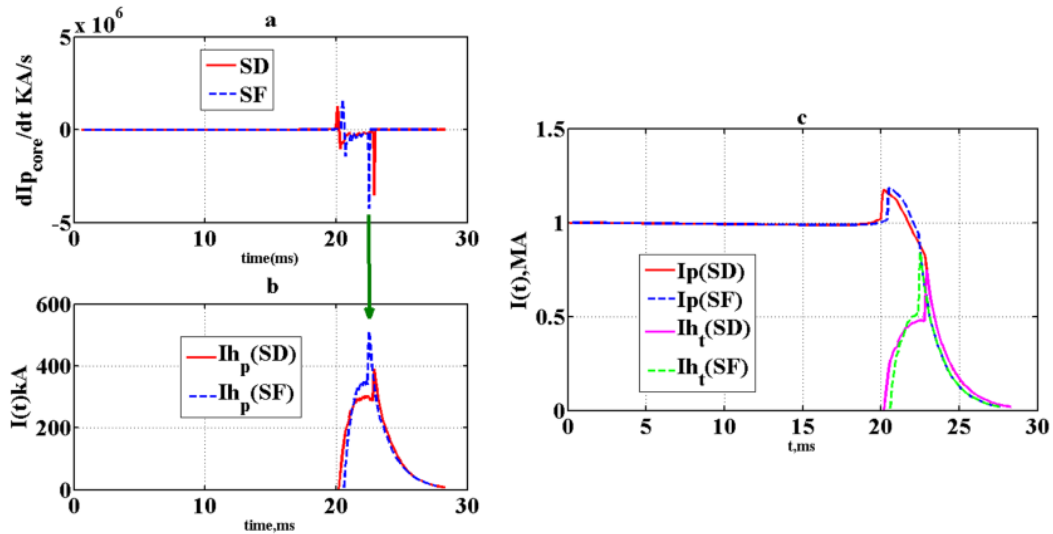 a
x 10^6
5
0
-5
dIp_core/dt KA/s
SD
SF
0 10 20 30
time(ms)
b
600
400
200
0
I(t)kA
Ih_p(SD)
Ih_p(SF)
0 10 20 30
time,ms
c
1.5
1
0.5
0
I(t),MA
Ip(SD)
Ip(SF)
Ih_t(SD)
Ih_t(SF)
0 5 10 15 20 25 30
t,ms